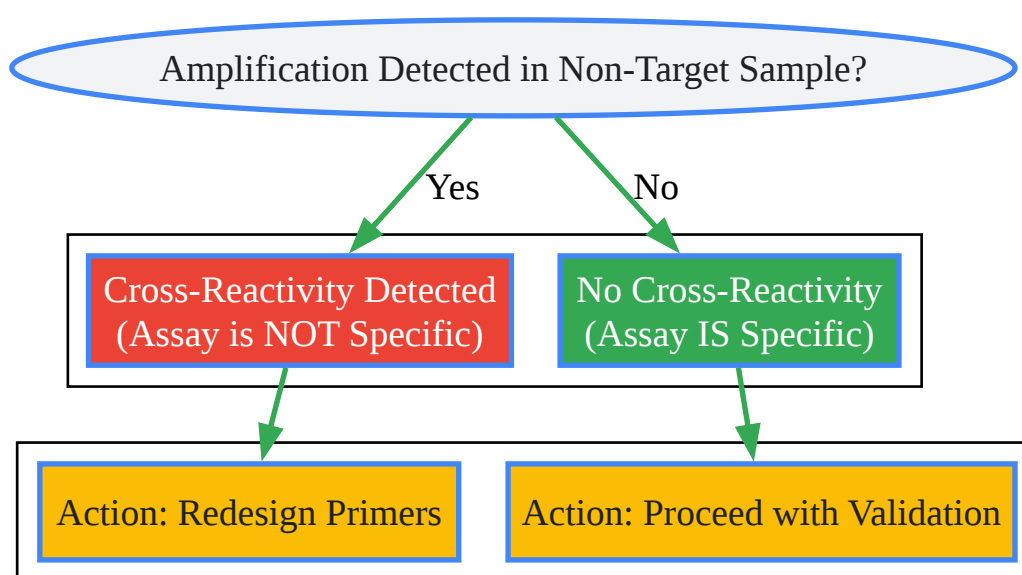 Amplification Detected in Non-Target Sample?
Yes
No
Cross-Reactivity Detected
(Assay is NOT Specific)
No Cross-Reactivity
(Assay IS Specific)
Action: Redesign Primers
Action: Proceed with Validation